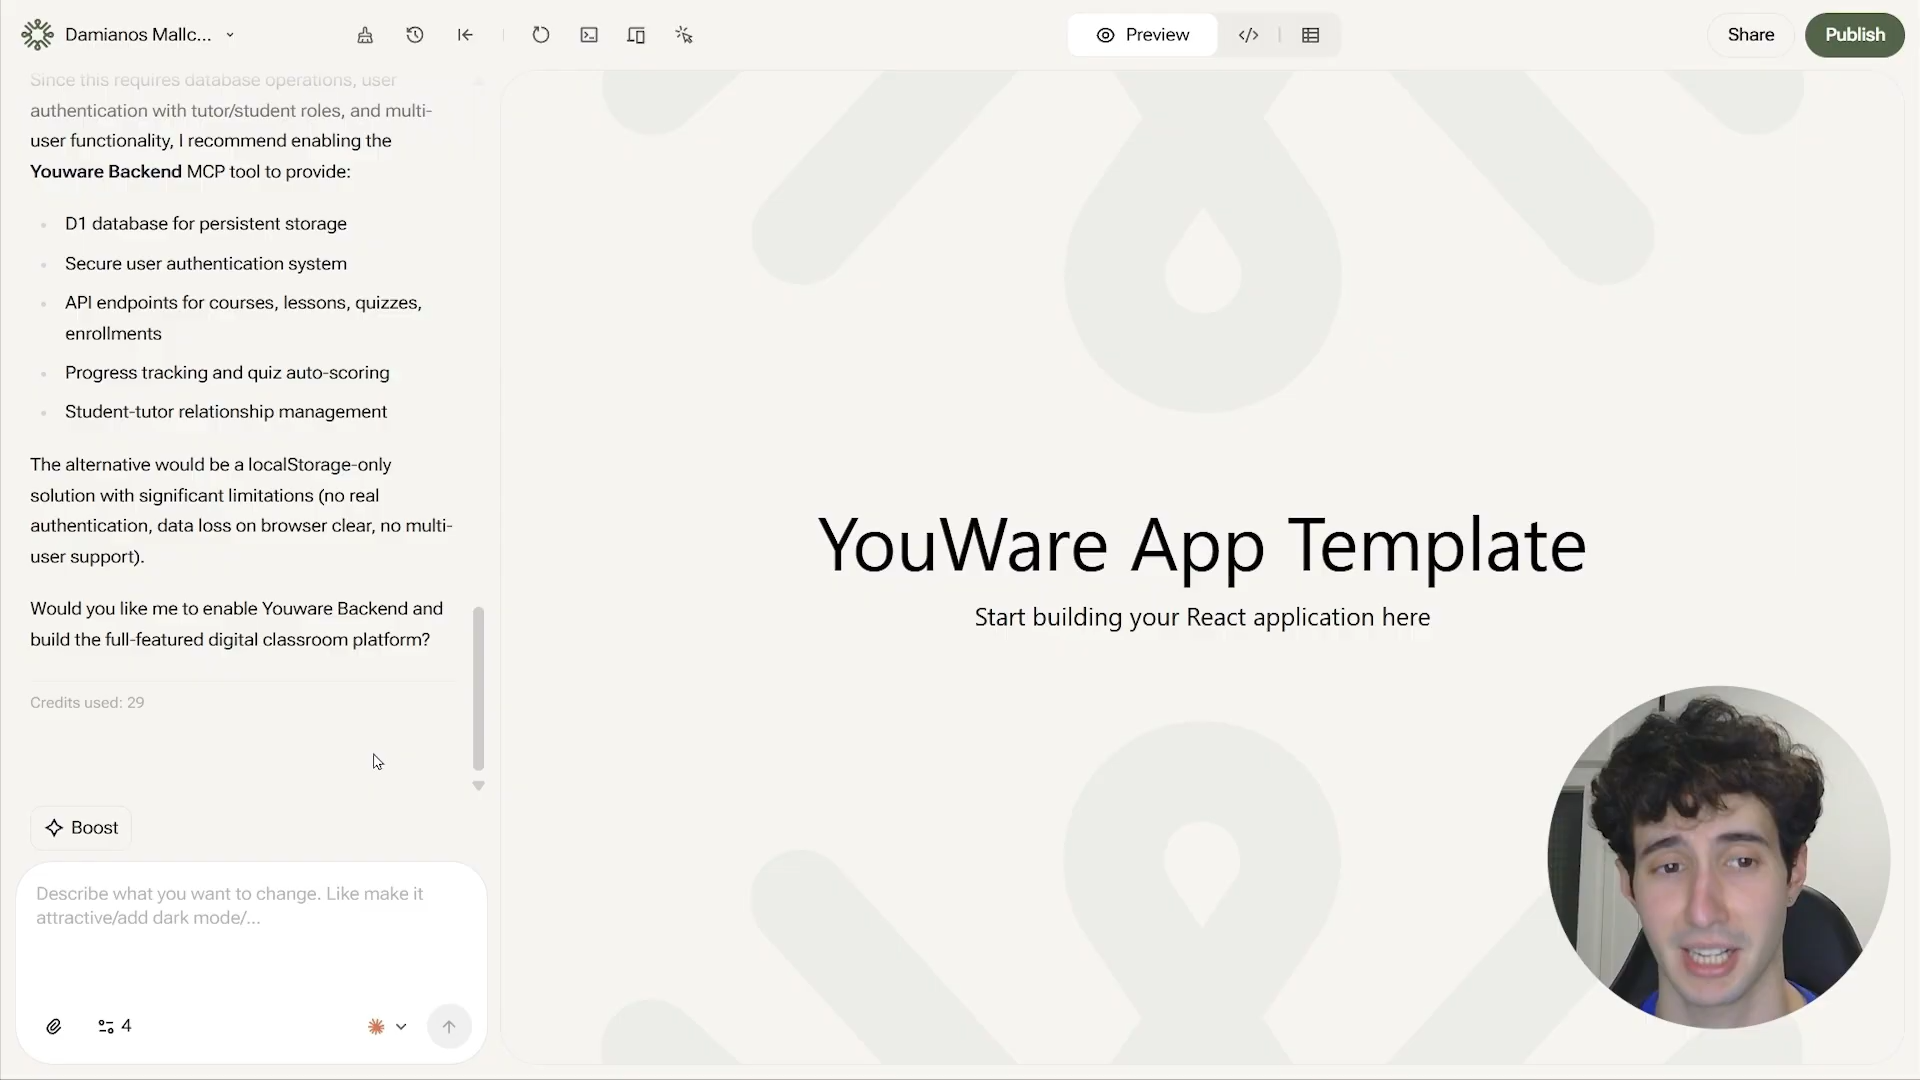 Damianos Mallc...
Preview
Share
Publish
Since this requires database operations, user
authentication with tutor/student roles, and multi-
user functionality, I recommend enabling the
Youware Backend MCP tool to provide:
D1 database for persistent storage
Secure user authentication system
API endpoints for courses, lessons, quizzes,
enrollments
Progress tracking and quiz auto-scoring
Student-tutor relationship management
The alternative would be a localStorage-only
solution with significant limitations (no real
authentication, data loss on browser clear, no multi-
user support).
Would you like me to enable Youware Backend and
build the full-featured digital classroom platform?
Credits used: 29
Boost
Describe what you want to change. Like make it
attractive/add dark mode/...
4
YouWare App Template
Start building your React application here